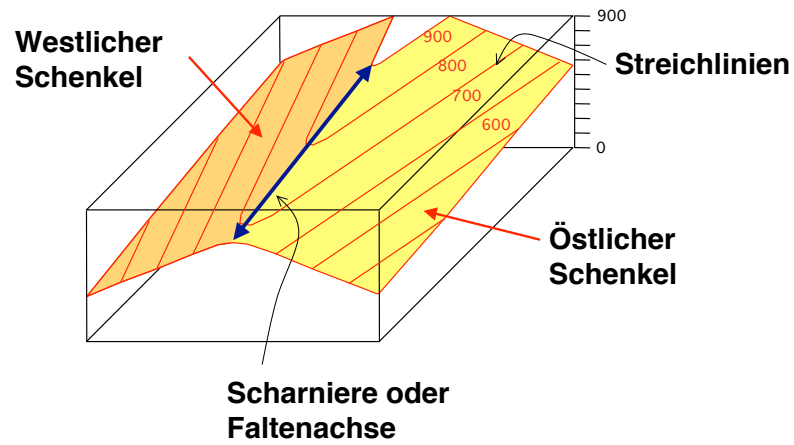 Westlicher
Schenkel
900
800
700
600
900
0
Streichlinien
Östlicher
Schenkel
Scharniere oder
Faltenachse